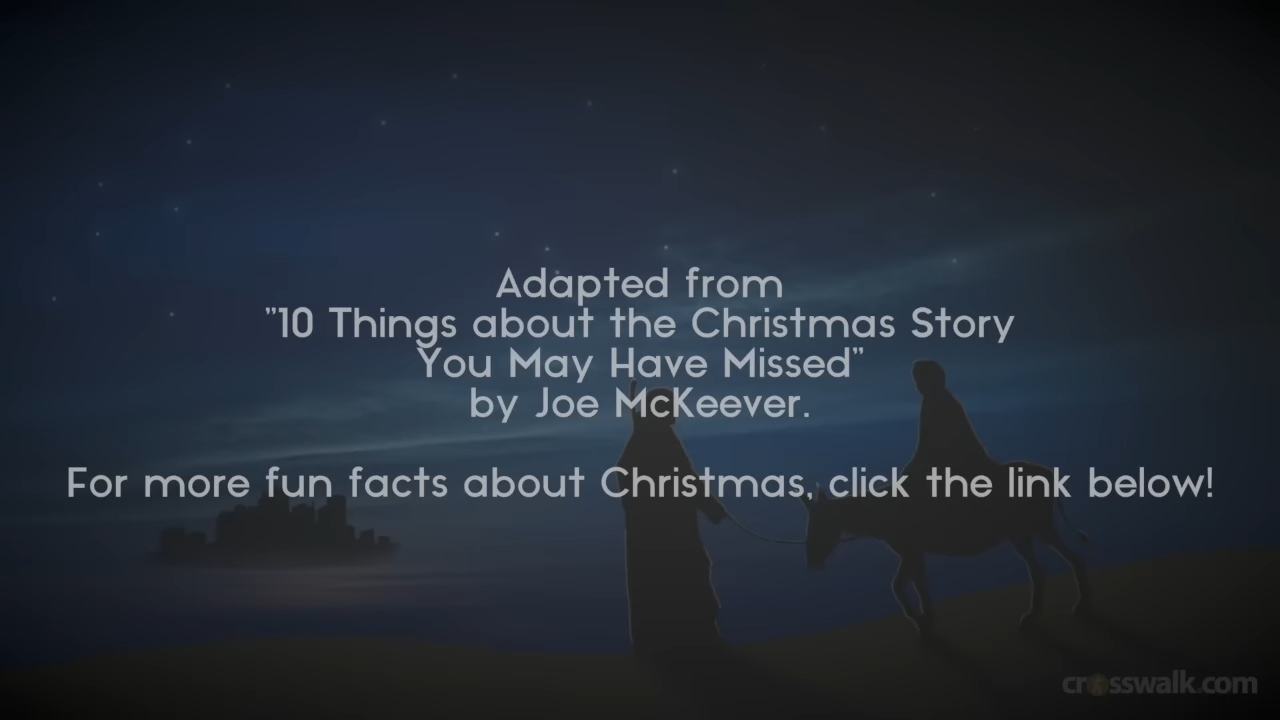 Adapted from
"10 Things about the Christmas Story
You May Have Missed"
by Joe McKeever.
For more fun facts about Christmas, click the link below!
crosswalk.com